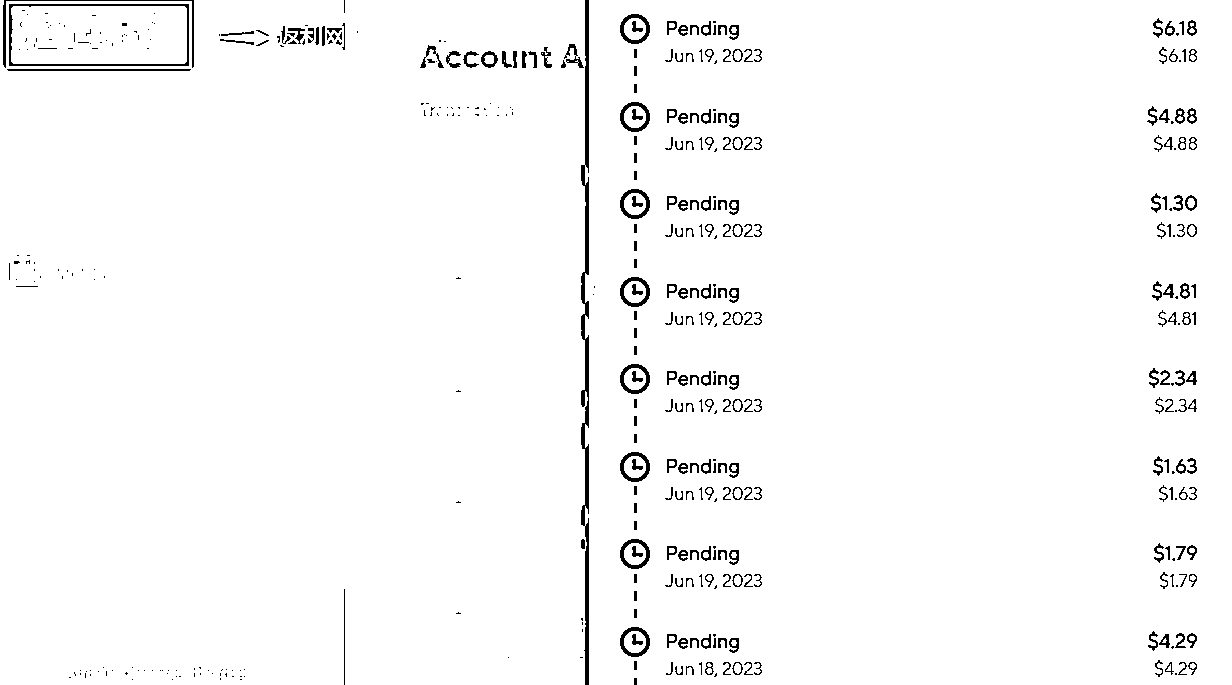 返利网
Account A
Pending $6.18
Jun 19, 2023 $6.18
Pending $4.88
Jun 19, 2023 $4.88
Pending $1.30
Jun 19, 2023 $1.30
Pending $4.81
Jun 19, 2023 $4.81
Pending $2.34
Jun 19, 2023 $2.34
Pending $1.63
Jun 19, 2023 $1.63
Pending $1.79
Jun 19, 2023 $1.79
Pending $4.29
Jun 18, 2023 $4.29